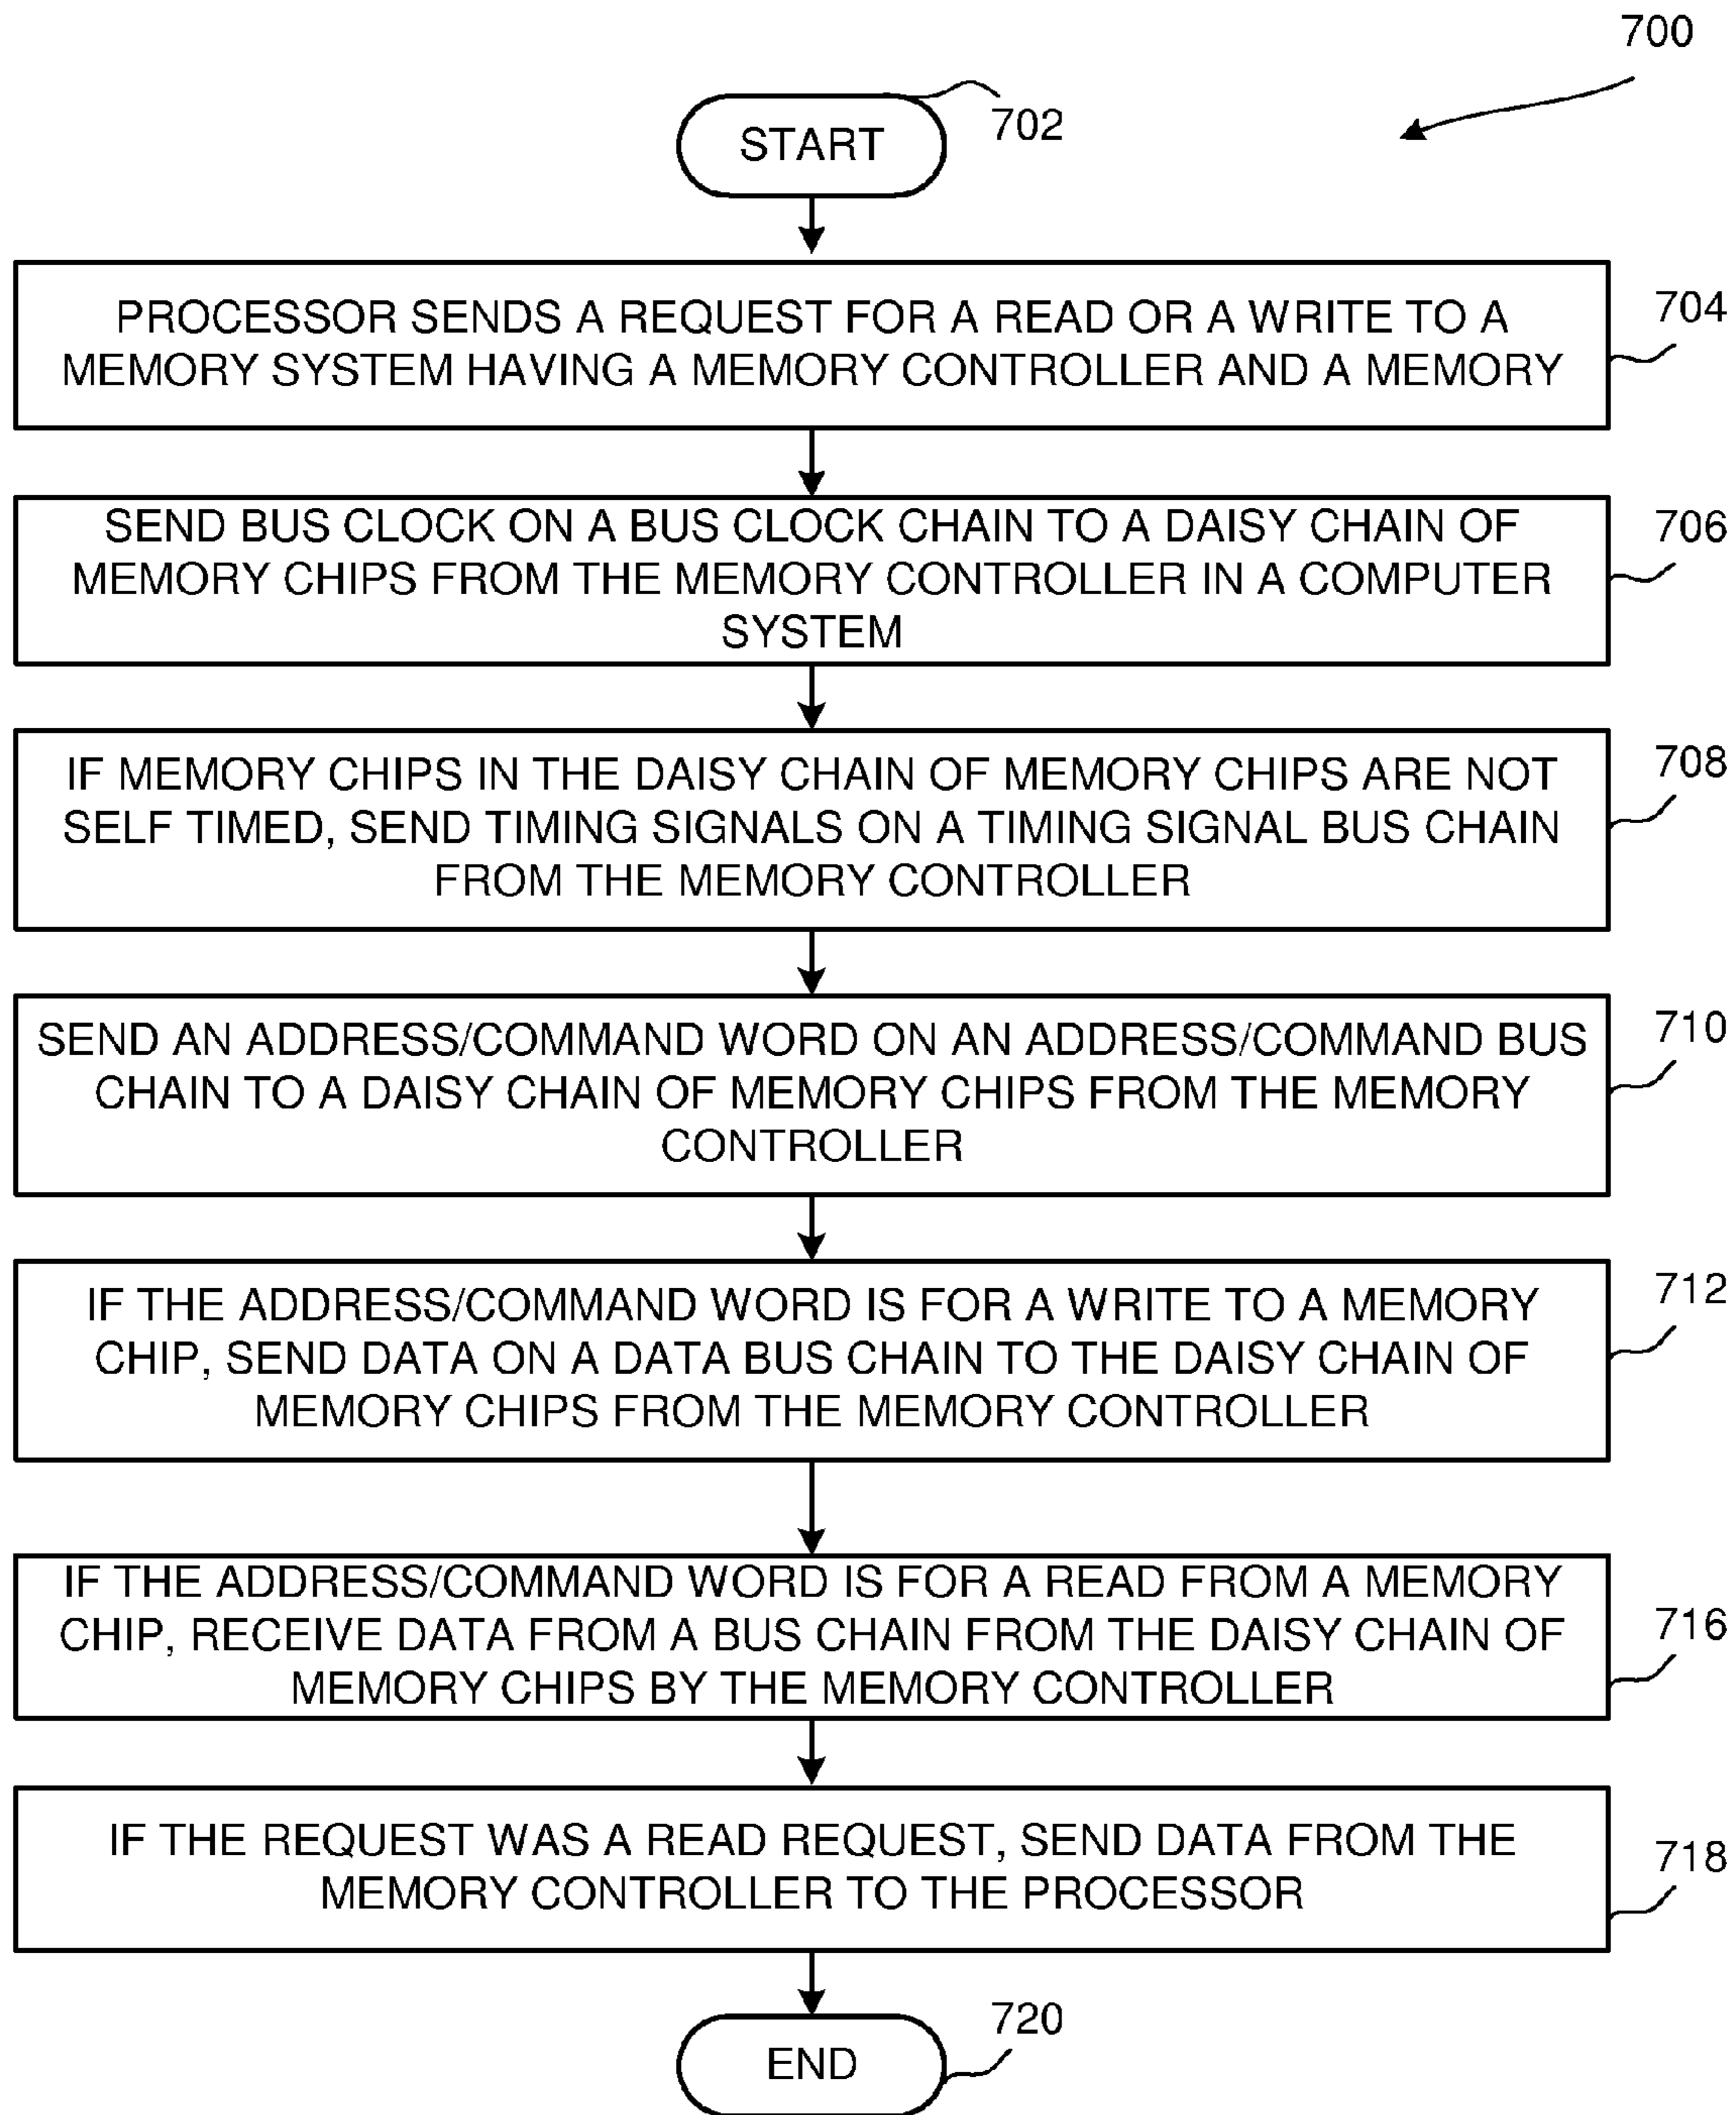 700
START
702
PROCESSOR SENDS A REQUEST FOR A READ OR A WRITE TO A
MEMORY SYSTEM HAVING A MEMORY CONTROLLER AND A MEMORY
704
SEND BUS CLOCK ON A BUS CLOCK CHAIN TO A DAISY CHAIN OF
MEMORY CHIPS FROM THE MEMORY CONTROLLER IN A COMPUTER
SYSTEM
706
IF MEMORY CHIPS IN THE DAISY CHAIN OF MEMORY CHIPS ARE NOT
SELF TIMED, SEND TIMING SIGNALS ON A TIMING SIGNAL BUS CHAIN
FROM THE MEMORY CONTROLLER
708
SEND AN ADDRESS/COMMAND WORD ON AN ADDRESS/COMMAND BUS
CHAIN TO A DAISY CHAIN OF MEMORY CHIPS FROM THE MEMORY
CONTROLLER
710
IF THE ADDRESS/COMMAND WORD IS FOR A WRITE TO A MEMORY
CHIP, SEND DATA ON A DATA BUS CHAIN TO THE DAISY CHAIN OF
MEMORY CHIPS FROM THE MEMORY CONTROLLER
712
IF THE ADDRESS/COMMAND WORD IS FOR A READ FROM A MEMORY
CHIP, RECEIVE DATA FROM A BUS CHAIN FROM THE DAISY CHAIN OF
MEMORY CHIPS BY THE MEMORY CONTROLLER
716
IF THE REQUEST WAS A READ REQUEST, SEND DATA FROM THE
MEMORY CONTROLLER TO THE PROCESSOR
718
END
720